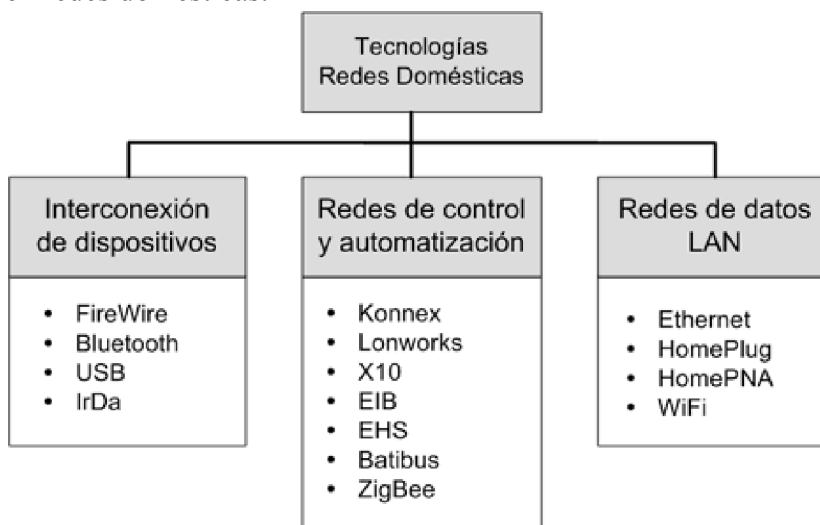 Tecnologías
Redes Domésticas
Interconexión
de dispositivos
• FireWire
• Bluetooth
• USB
• IrDa
Redes de control
y automatización
• Konnex
• Lonworks
• X10
• EIB
• EHS
• Batibus
• ZigBee
Redes de datos
LAN
• Ethernet
• HomePlug
• HomePNA
• WiFi